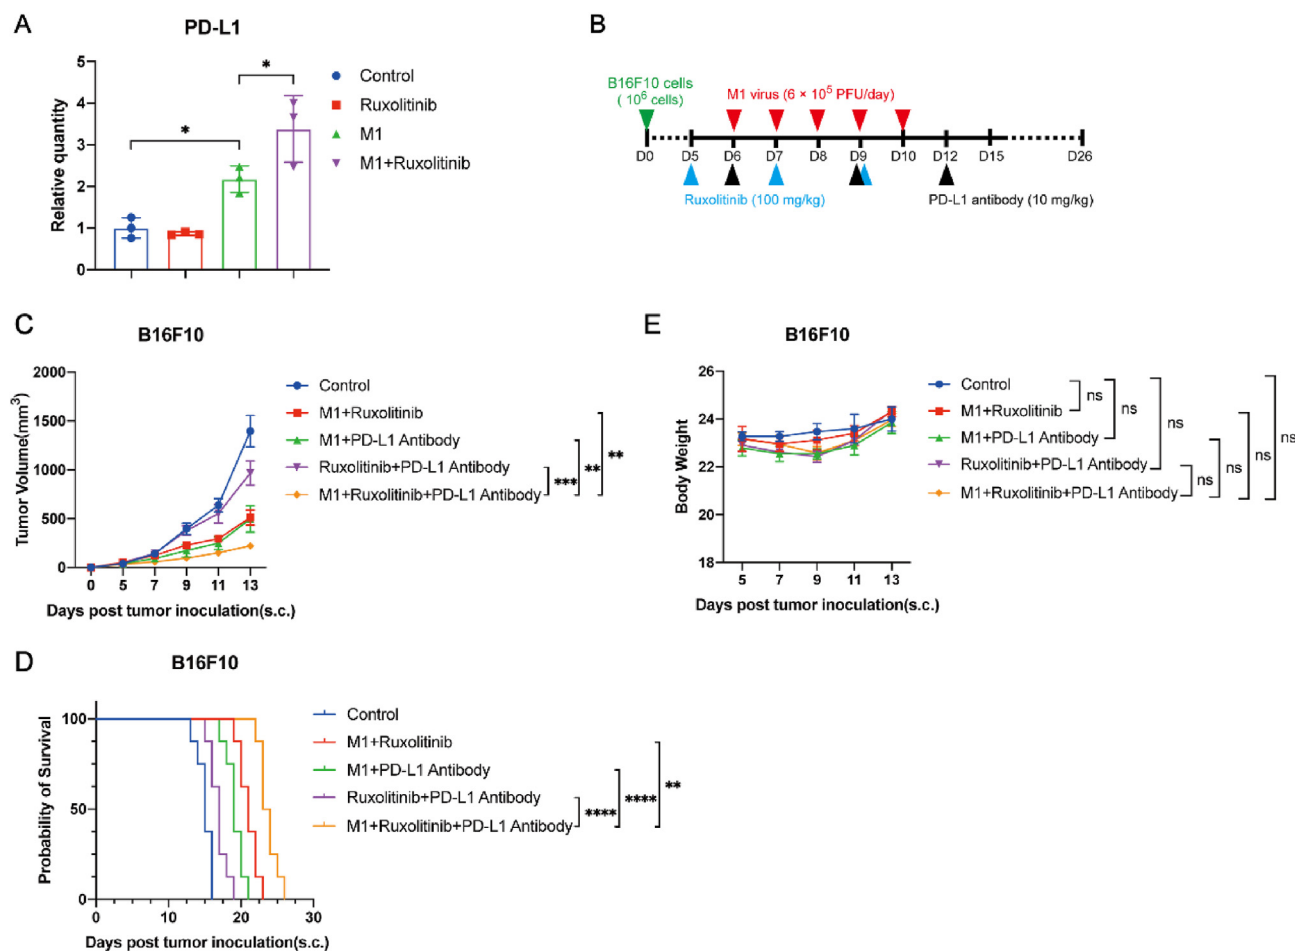 A
PD-L1
Relative quantity
5
4
3
2
1
0
*
*
Control
Ruxolitinib
M1
M1+Ruxolitinib
B
B16F10 cells
( 10⁶ cells)
M1 virus (6 × 10⁵ PFU/day)
D0 D5 D6 D7 D8 D9 D10 D12 D15 D26
Ruxolitinib (100 mg/kg)
PD-L1 antibody (10 mg/kg)
C
B16F10
Tumor Volume(mm³)
2000
1500
1000
500
0
0 5 7 9 11 13
Days post tumor inoculation(s.c.)
Control
M1+Ruxolitinib
M1+PD-L1 Antibody
Ruxolitinib+PD-L1 Antibody
M1+Ruxolitinib+PD-L1 Antibody
*** ** **
E
B16F10
Body Weight
26
24
22
20
18
5 7 9 11 13
Days post tumor inoculation(s.c.)
Control
M1+Ruxolitinib
M1+PD-L1 Antibody
Ruxolitinib+PD-L1 Antibody
M1+Ruxolitinib+PD-L1 Antibody
ns ns ns ns ns ns ns
D
B16F10
Probability of Survival
100
50
0
0 10 20 30
Days post tumor inoculation(s.c.)
Control
M1+Ruxolitinib
M1+PD-L1 Antibody
Ruxolitinib+PD-L1 Antibody
M1+Ruxolitinib+PD-L1 Antibody
**** **** **